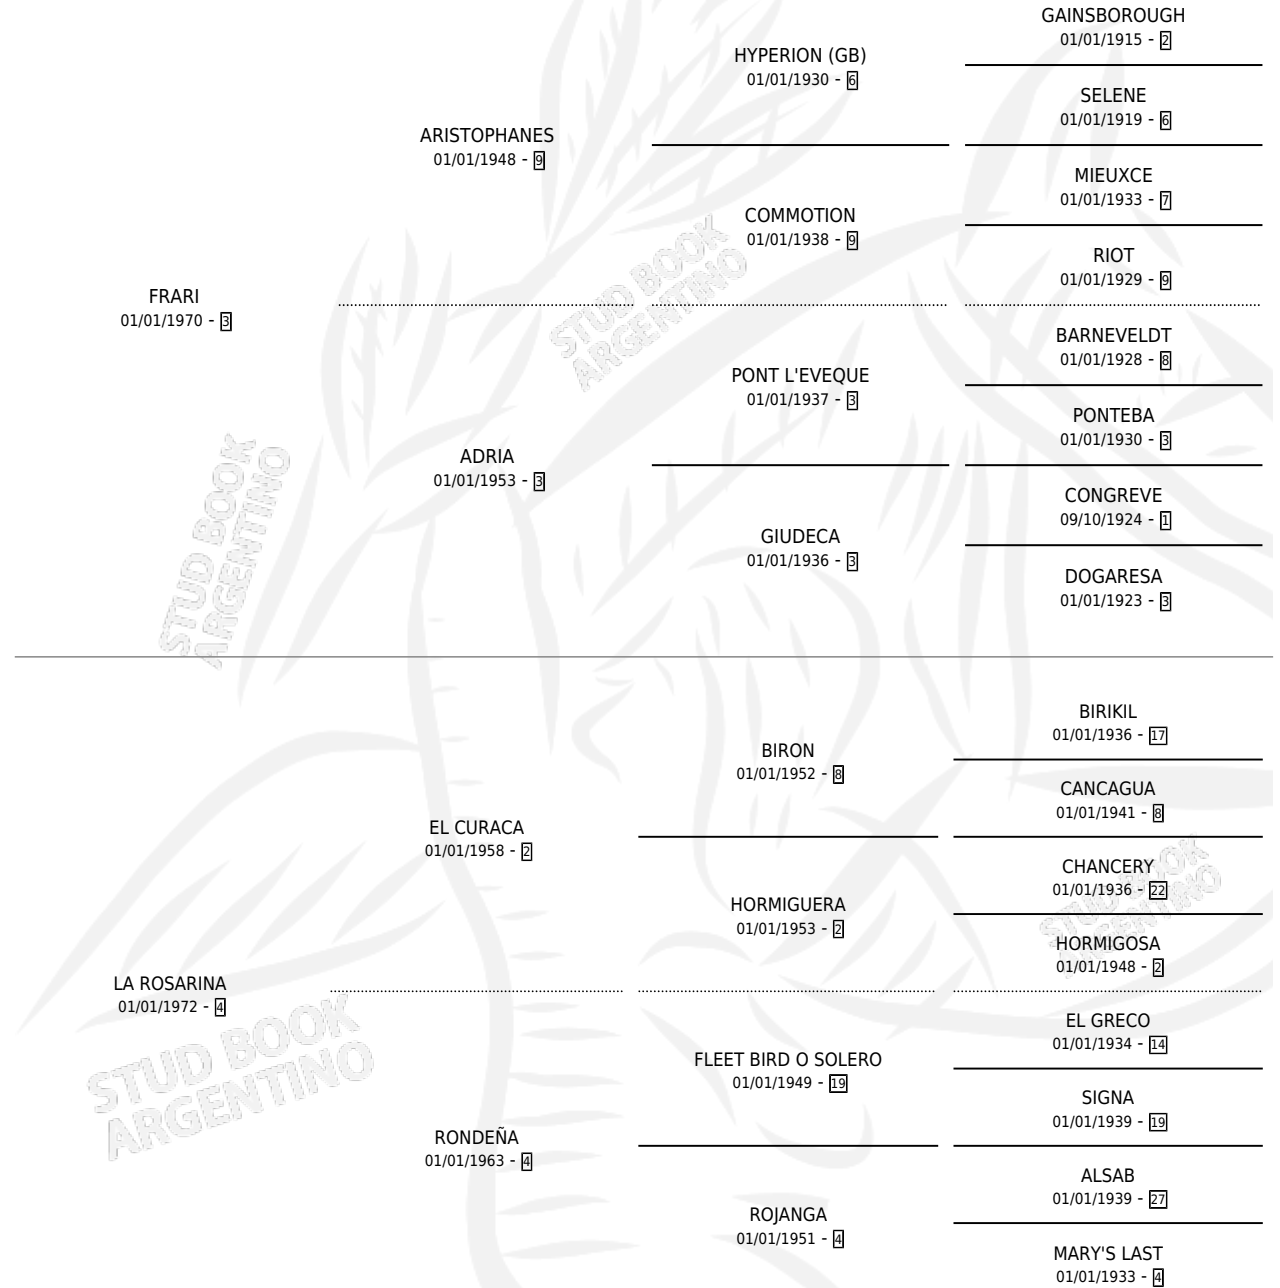 GAINSBOROUGH
01/01/1915 - 2
HYPERION (GB)
01/01/1930 - 6
SELENE
01/01/1919 - 6
ARISTOPHANES
01/01/1948 - 9
MIEUXCE
01/01/1933 - 7
COMMOTION
01/01/1938 - 9
RIOT
01/01/1929 - 9
FRARI
01/01/1970 - 3
STUD BOOK
ARGENTINO
BARNEVELDT
01/01/1928 - 8
PONT L'EVEQUE
01/01/1937 - 3
PONTEBA
01/01/1930 - 3
ADRIA
01/01/1953 - 3
CONGREVE
09/10/1924 - 1
GIUDECA
01/01/1936 - 3
DOGARESA
01/01/1923 - 3
STUD BOOK
ARGENTINO
BIRIKIL
01/01/1936 - 17
BIRON
01/01/1952 - 8
CANCAGUA
01/01/1941 - 8
EL CURACA
01/01/1958 - 2
CHANCERY
01/01/1936 - 22
HORMIGUERA
01/01/1953 - 2
HORMIGOSA
01/01/1948 - 2
STUD BOOK
ARGENTINO
LA ROSARINA
01/01/1972 - 4
EL GRECO
01/01/1934 - 14
FLEET BIRD O SOLERO
01/01/1949 - 19
SIGNA
01/01/1939 - 19
STUD BOOK
ARGENTINO
RONDEÑA
01/01/1963 - 4
ALSAB
01/01/1939 - 27
ROJANGA
01/01/1951 - 4
MARY'S LAST
01/01/1933 - 4